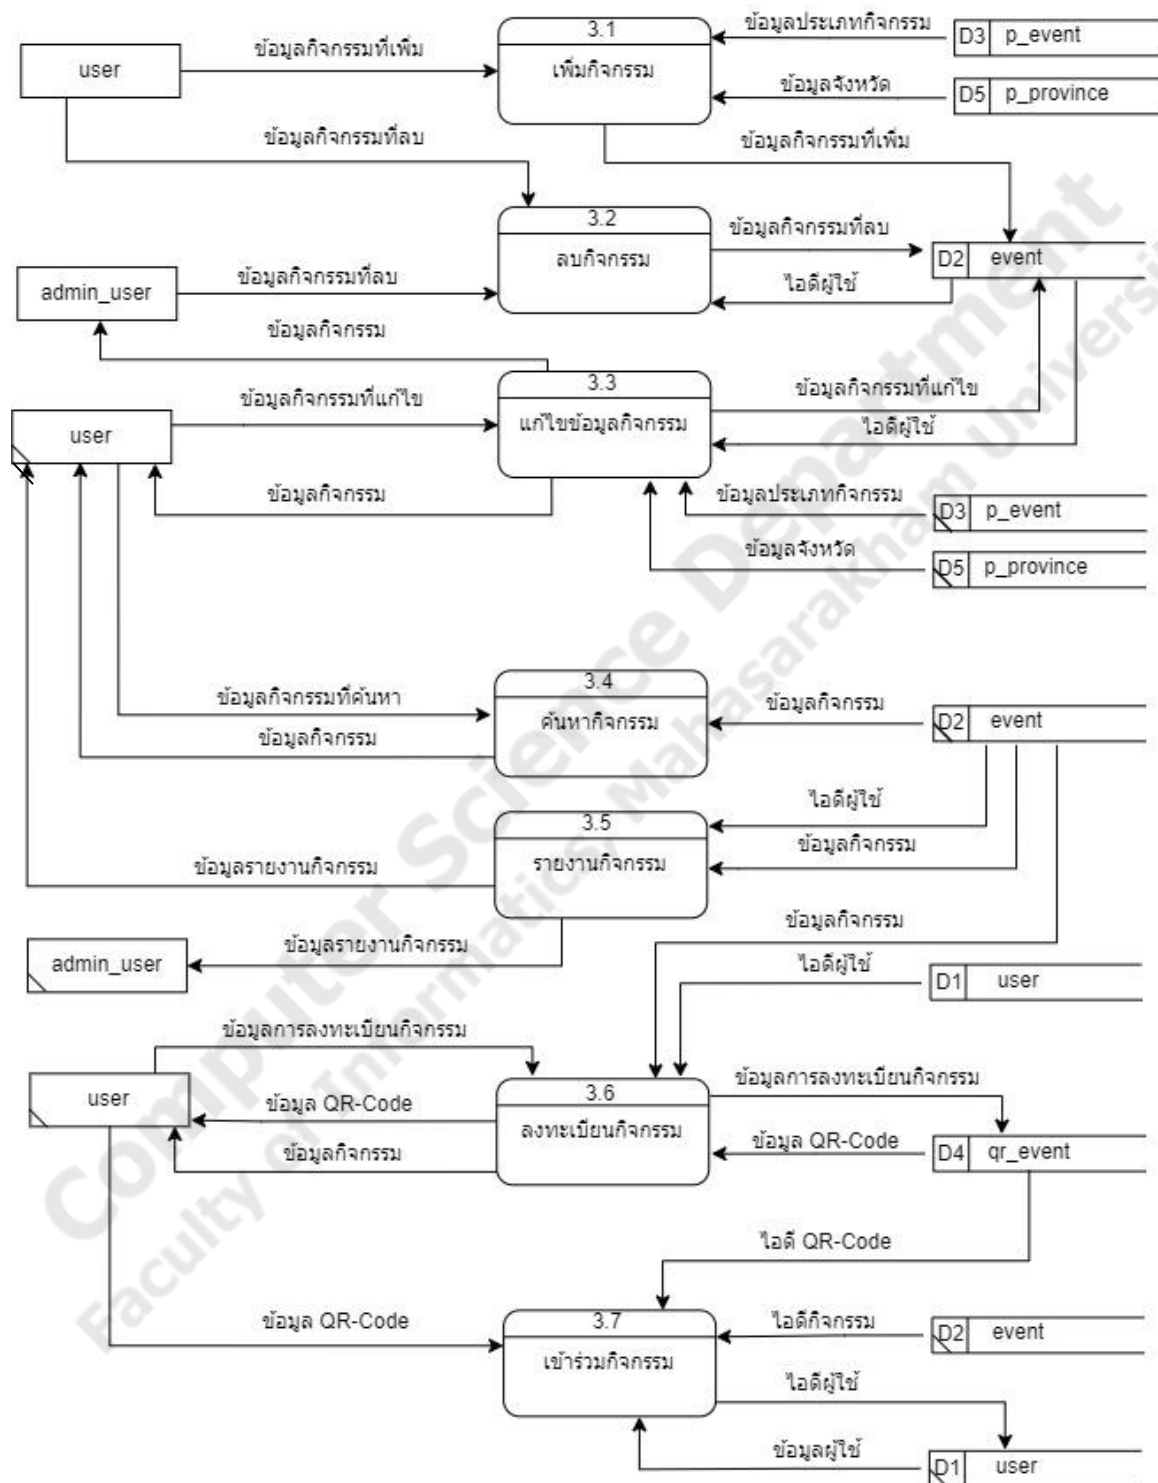 3.1
ข้อมูลประเภทกิจกรรม
D3 p_event
ข้อมูลกิจกรรมที่เพิ่ม
user
เพิ่มกิจกรรม
ข้อมูลจังหวัด
D5 p_province
ข้อมูลกิจกรรมที่ลบ
ข้อมูลกิจกรรมที่เพิ่ม
3.2
ข้อมูลกิจกรรมที่ลบ
ลบกิจกรรม
D2 event
admin_user
ข้อมูลกิจกรรมที่ลบ
ไอดีผู้ใช้
ข้อมูลกิจกรรม
3.3
ข้อมูลกิจกรรมที่แก้ไข
ข้อมูลกิจกรรมที่แก้ไข
user
แก้ไขข้อมูลกิจกรรม
ไอดีผู้ใช้
ข้อมูลกิจกรรม
ข้อมูลประเภทกิจกรรม
D3 p_event
ข้อมูลจังหวัด
D5 p_province
3.4
ข้อมูลกิจกรรมที่ค้นหา
ค้นหากิจกรรม
ข้อมูลกิจกรรม
D2 event
ข้อมูลกิจกรรม
ไอดีผู้ใช้
3.5
ข้อมูลรายงานกิจกรรม
รายงานกิจกรรม
ข้อมูลกิจกรรม
ข้อมูลกิจกรรม
ข้อมูลรายงานกิจกรรม
admin_user
ไอดีผู้ใช้
D1 user
ข้อมูลการลงทะเบียนกิจกรรม
3.6
ข้อมูลการลงทะเบียนกิจกรรม
user
ข้อมูล QR-Code
ลงทะเบียนกิจกรรม
ข้อมูล QR-Code
D4 qr_event
ข้อมูลกิจกรรม
ไอดี QR-Code
ข้อมูล QR-Code
3.7
ไอดีกิจกรรม
D2 event
เข้าร่วมกิจกรรม
ไอดีผู้ใช้
ข้อมูลผู้ใช้
D1 user
Computer Science Department
Faculty of Informatics, Mahasarakham Universi